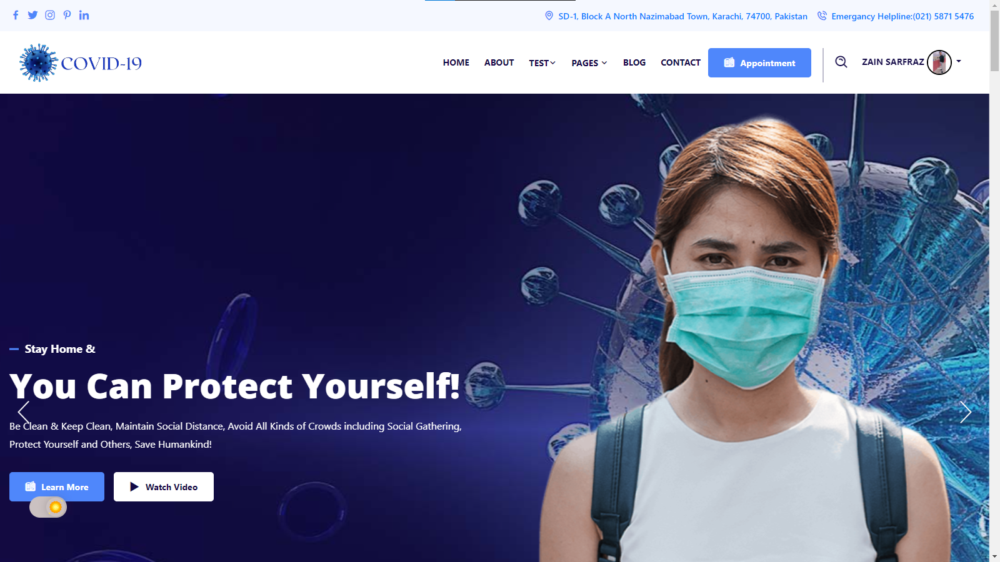 SD-1, Block A North Nazimabad Town, Karachi, 74700, Pakistan
Emergancy Helpline:(021) 5871 5476
COVID-19
HOME
ABOUT
TEST
PAGES
BLOG
CONTACT
Appointment
ZAIN SARFRAZ
Stay Home &
You Can Protect Yourself!
Be Clean & Keep Clean, Maintain Social Distance, Avoid All Kinds of Crowds including Social Gathering,
Protect Yourself and Others, Save Humankind!
Learn More
Watch Video